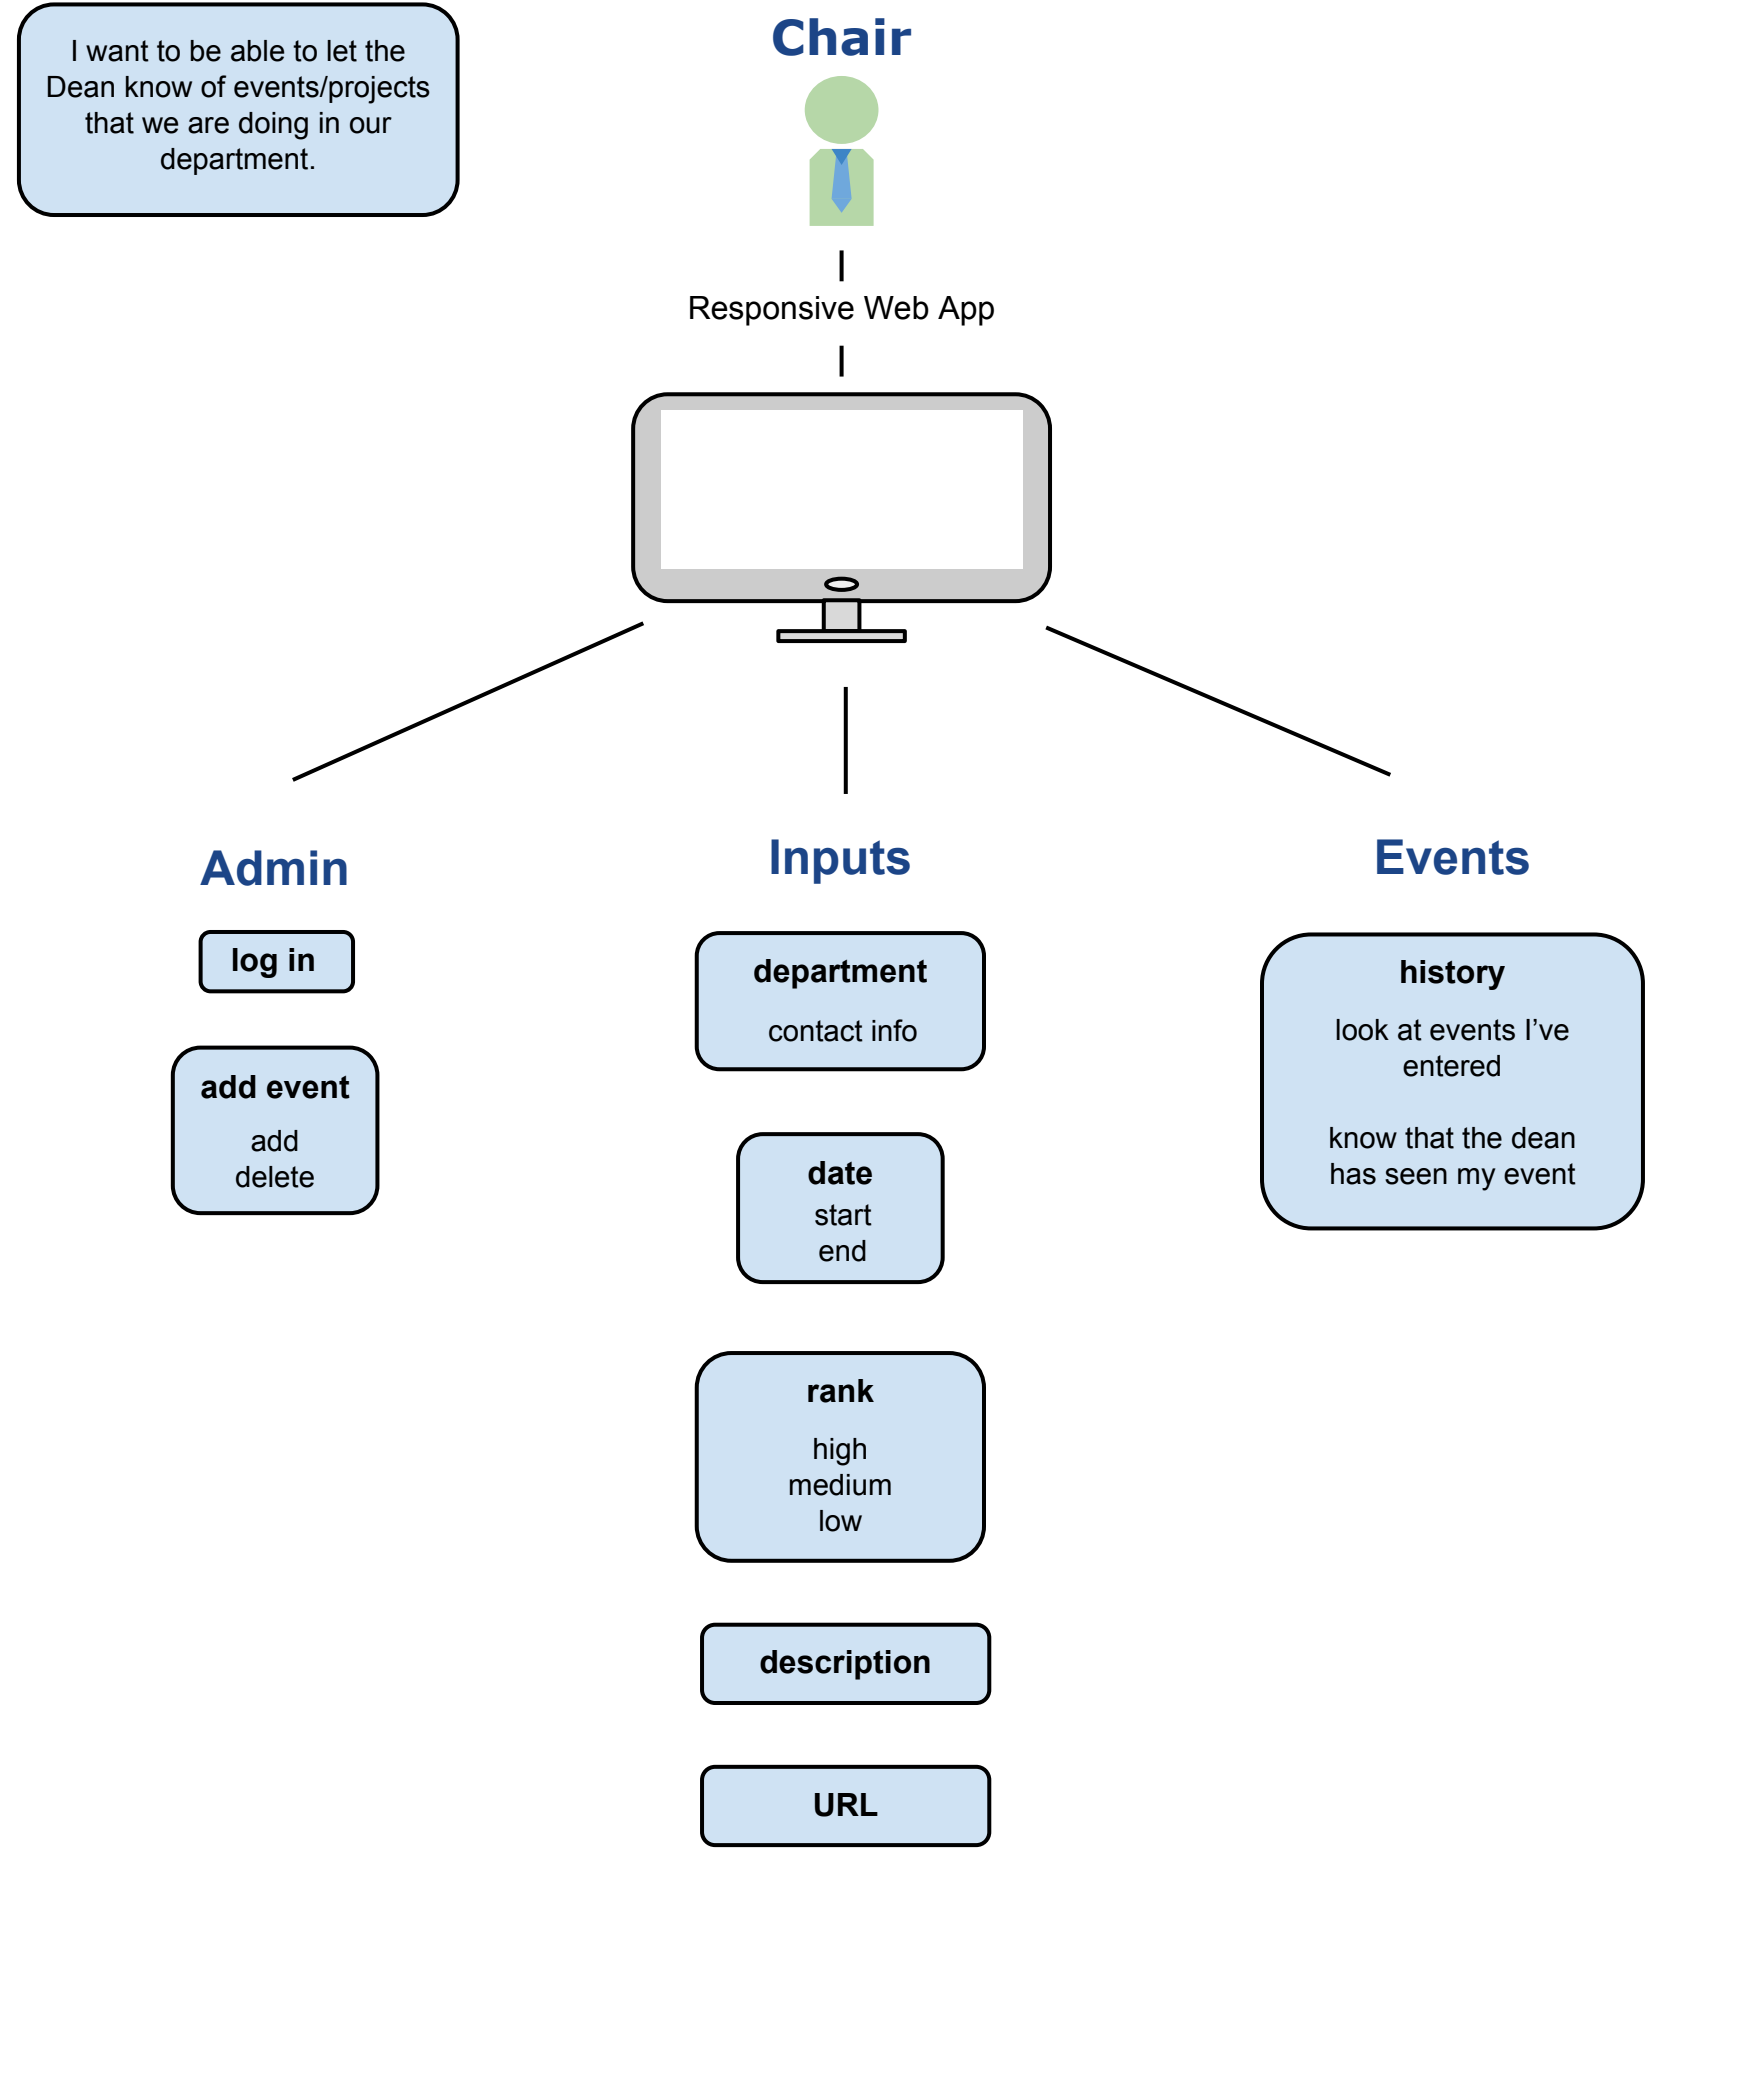 I want to be able to let the
Dean know of events/projects
that we are doing in our
department.
Chair
Responsive Web App
Admin
log in
add event
add
delete
Inputs
department
contact info
date
start
end
rank
high
medium
low
description
URL
Events
history
look at events I’ve
entered
know that the dean
has seen my event